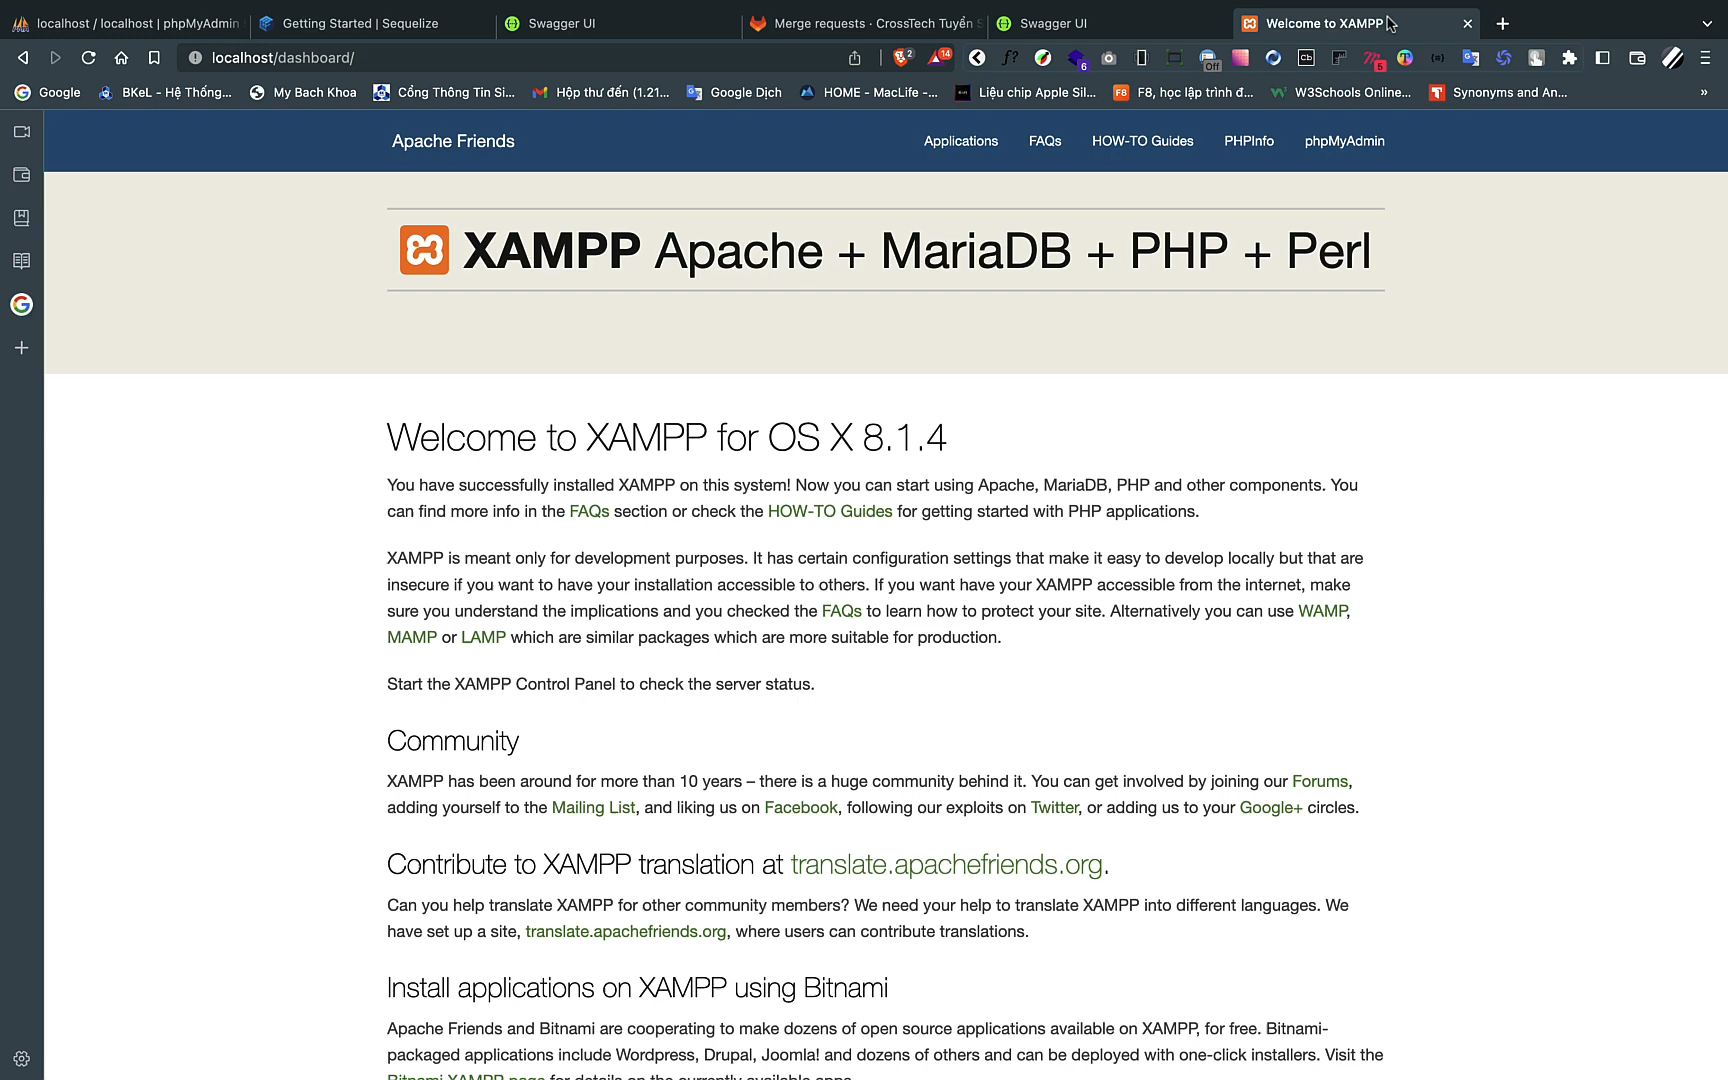 localhost / localhost | phpMyAdmin
Getting Started | Sequelize
Swagger UI
Merge requests · CrossTech Tuyển S
Swagger UI
Welcome to XAMPP
localhost/dashboard/
2
14
f?
6
Off
Cb
5
Google
BKeL - Hệ Thống...
My Bach Khoa
Cổng Thông Tin Si...
Hộp thư đến (1.21...
Google Dịch
HOME - MacLife -...
Liệu chip Apple Sil...
F8
F8, học lập trình đ...
W3Schools Online...
Synonyms and An...
»
Apache Friends
Applications
FAQs
HOW-TO Guides
PHPInfo
phpMyAdmin
XAMPP Apache + MariaDB + PHP + Perl
Welcome to XAMPP for OS X 8.1.4
You have successfully installed XAMPP on this system! Now you can start using Apache, MariaDB, PHP and other components. You
can find more info in the FAQs section or check the HOW-TO Guides for getting started with PHP applications.
XAMPP is meant only for development purposes. It has certain configuration settings that make it easy to develop locally but that are
insecure if you want to have your installation accessible to others. If you want have your XAMPP accessible from the internet, make
sure you understand the implications and you checked the FAQs to learn how to protect your site. Alternatively you can use WAMP,
MAMP or LAMP which are similar packages which are more suitable for production.
Start the XAMPP Control Panel to check the server status.
Community
XAMPP has been around for more than 10 years – there is a huge community behind it. You can get involved by joining our Forums,
adding yourself to the Mailing List, and liking us on Facebook, following our exploits on Twitter, or adding us to your Google+ circles.
Contribute to XAMPP translation at translate.apachefriends.org.
Can you help translate XAMPP for other community members? We need your help to translate XAMPP into different languages. We
have set up a site, translate.apachefriends.org, where users can contribute translations.
Install applications on XAMPP using Bitnami
Apache Friends and Bitnami are cooperating to make dozens of open source applications available on XAMPP, for free. Bitnami-
packaged applications include Wordpress, Drupal, Joomla! and dozens of others and can be deployed with one-click installers. Visit the
Bitnami XAMPP page for details on the currently available apps.